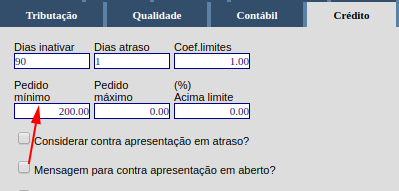 Tributação Qualidade Contábil Crédito
Dias inativar Dias atraso Coef.limites
90 1 1.00
Pedido Pedido (%)
mínimo máximo Acima limite
200.00 0.00 0.00
Considerar contra apresentação em atraso?
Mensagem para contra apresentação em aberto?